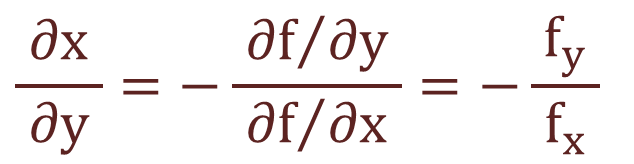 ∂x/∂y = − (∂f/∂y)/(∂f/∂x) = − f_y/f_x